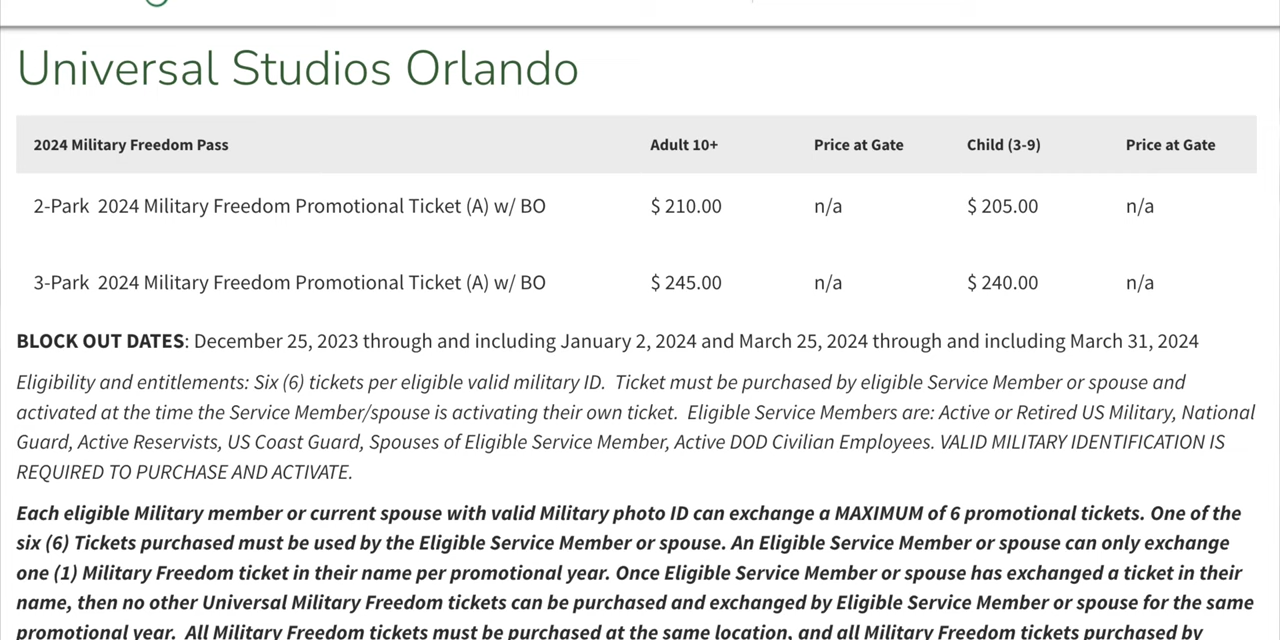 Universal Studios Orlando
2024 Military Freedom Pass Adult 10+ Price at Gate Child (3-9) Price at Gate
2-Park 2024 Military Freedom Promotional Ticket (A) w/ BO $ 210.00 n/a $ 205.00 n/a
3-Park 2024 Military Freedom Promotional Ticket (A) w/ BO $ 245.00 n/a $ 240.00 n/a
BLOCK OUT DATES: December 25, 2023 through and including January 2, 2024 and March 25, 2024 through and including March 31, 2024
Eligibility and entitlements: Six (6) tickets per eligible valid military ID. Ticket must be purchased by eligible Service Member or spouse and
activated at the time the Service Member/spouse is activating their own ticket. Eligible Service Members are: Active or Retired US Military, National
Guard, Active Reservists, US Coast Guard, Spouses of Eligible Service Member, Active DOD Civilian Employees. VALID MILITARY IDENTIFICATION IS
REQUIRED TO PURCHASE AND ACTIVATE.
Each eligible Military member or current spouse with valid Military photo ID can exchange a MAXIMUM of 6 promotional tickets. One of the
six (6) Tickets purchased must be used by the Eligible Service Member or spouse. An Eligible Service Member or spouse can only exchange
one (1) Military Freedom ticket in their name per promotional year. Once Eligible Service Member or spouse has exchanged a ticket in their
name, then no other Universal Military Freedom tickets can be purchased and exchanged by Eligible Service Member or spouse for the same
promotional year. All Military Freedom tickets must be purchased at the same location, and all Military Freedom tickets purchased by